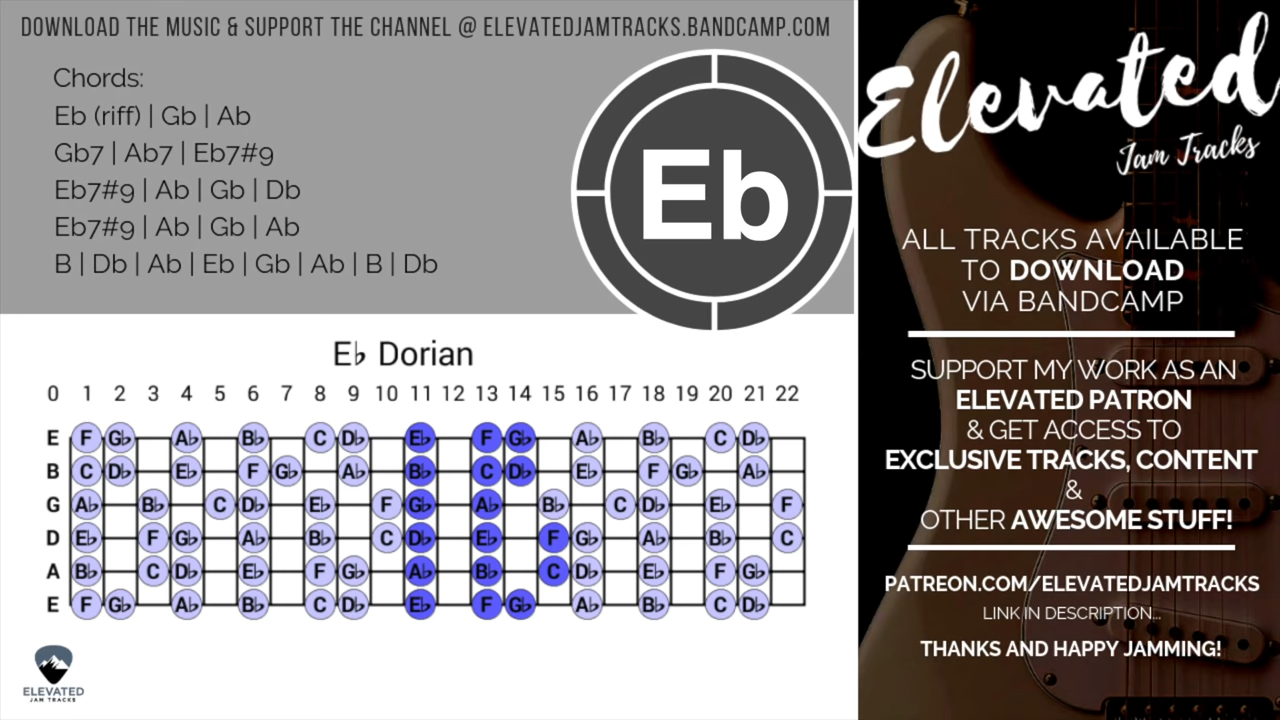 DOWNLOAD THE MUSIC & SUPPORT THE CHANNEL @ ELEVATEDJAMTRACKS.BANDCAMP.COM
Chords:
Eb (riff) | Gb | Ab
Gb7 | Ab7 | Eb7#9
Eb7#9 | Ab | Gb | Db
Eb7#9 | Ab | Gb | Ab
B | Db | Ab | Eb | Gb | Ab | B | Db
Eb
E♭ Dorian
0 1 2 3 4 5 6 7 8 9 10 11 12 13 14 15 16 17 18 19 20 21 22
E F G♭ A♭ B♭ C D♭ E♭ F G♭ A♭ B♭ C D♭
B C D♭ E♭ F G♭ A♭ B♭ C D♭ E♭ F G♭ A♭
G A♭ B♭ C D♭ E♭ F G♭ A♭ B♭ C D♭ E♭ F
D E♭ F G♭ A♭ B♭ C D♭ E♭ F G♭ A♭ B♭ C
A B♭ C D♭ E♭ F G♭ A♭ B♭ C D♭ E♭ F G♭
E F G♭ A♭ B♭ C D♭ E♭ F G♭ A♭ B♭ C D♭
ELEVATED
JAM TRACKS
Elevated
Jam Tracks
ALL TRACKS AVAILABLE
TO DOWNLOAD
VIA BANDCAMP
SUPPORT MY WORK AS AN
ELEVATED PATRON
& GET ACCESS TO
EXCLUSIVE TRACKS, CONTENT
&
OTHER AWESOME STUFF!
PATREON.COM/ELEVATEDJAMTRACKS
LINK IN DESCRIPTION...
THANKS AND HAPPY JAMMING!